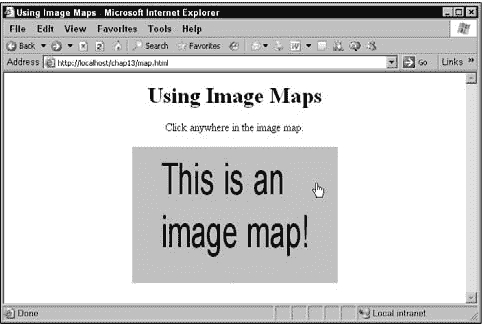 Using Image Maps - Microsoft Internet Explorer
File Edit View Favorites Tools Help
Back Search Favorites
Address http://localhost/chap13/map.html Go Links »
Using Image Maps
Click anywhere in the image map.
This is an
image map!
Done Local intranet